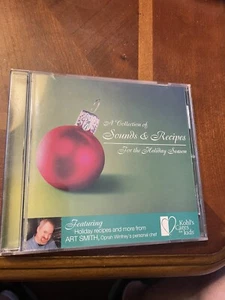 A Collection of
Sounds & Recipes
For the Holiday Season
Featuring
Holiday recipes and more from
ART SMITH, Oprah Winfrey's personal chef
Kohl's
Cares
for kids